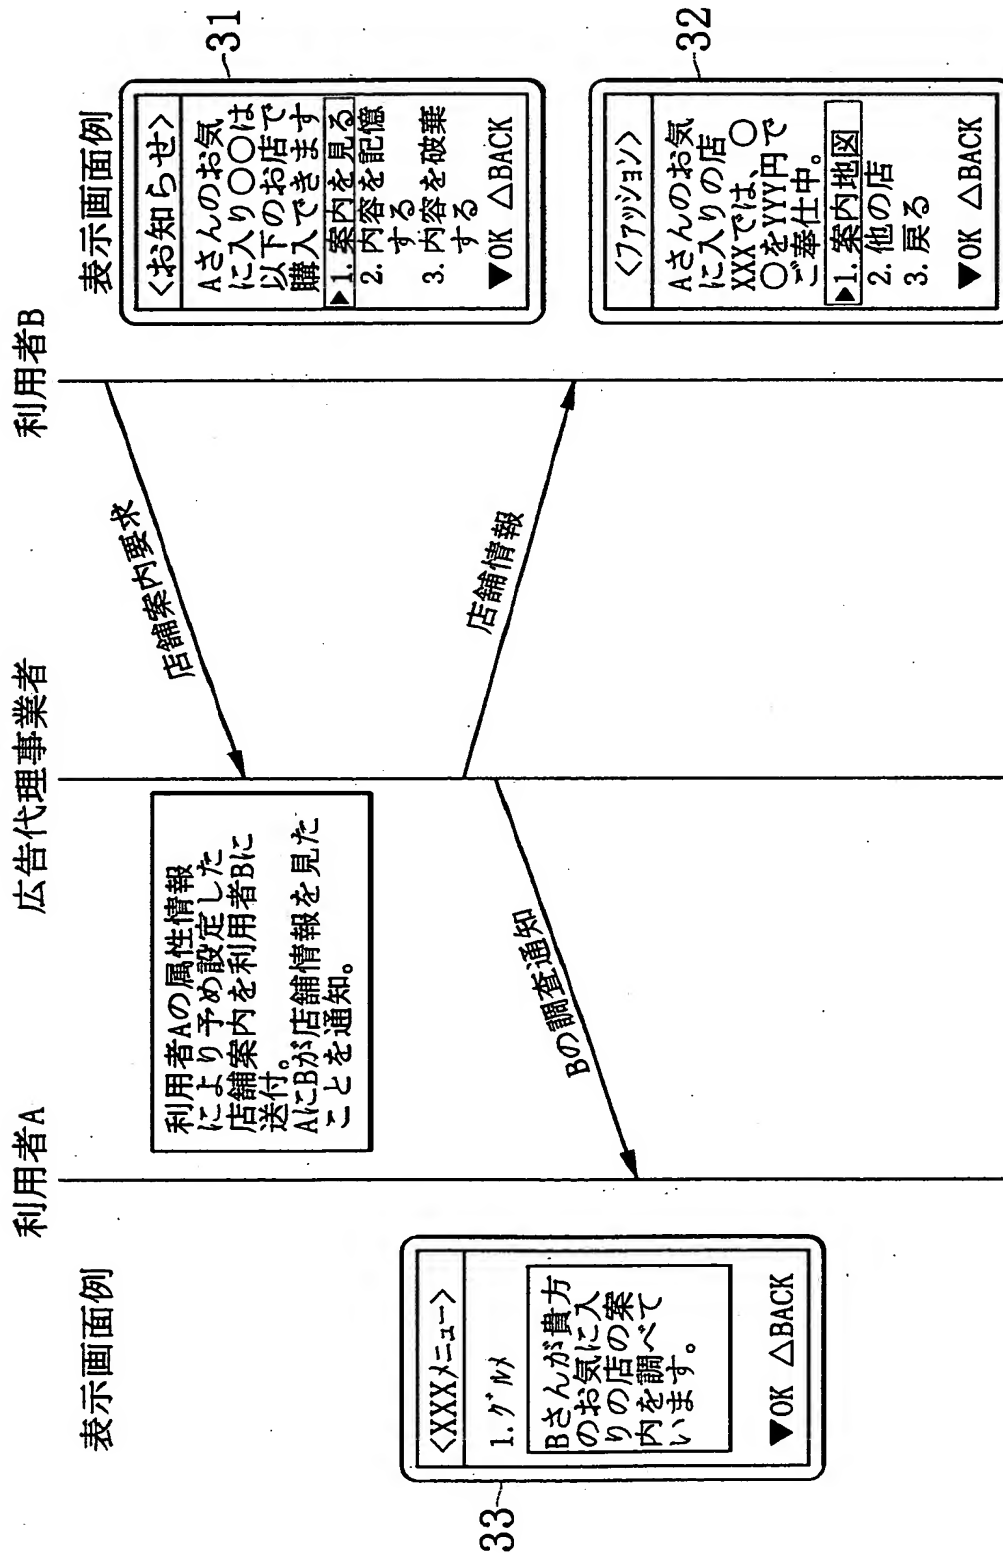 表示画面例
利用者A
広告代理事業者
利用者B
表示画面例
<XXXメニュー>
1.グルメ
Bさんが貴方
のお気に入
りの店の案
内を調べて
います。
▼OK △BACK
33
利用者Aの属性情報
により予め設定した
店舗案内を利用者Bに
送付。
AにBが店舗情報を見た
ことを通知。
店舗案内要求
店舗情報
Bの調査通知
<お知らせ>
Aさんのお気
に入り〇〇は
以下のお店で
購入できます
▶1.案内を見る
2.内容を記憶
する
3.内容を破棄
する
▼OK △BACK
31
<ファッション>
Aさんのお気
に入りの店
XXXでは、〇
〇をYYY円で
ご奉仕中。
▶1.案内地図
2.他の店
3.戻る
▼OK △BACK
32